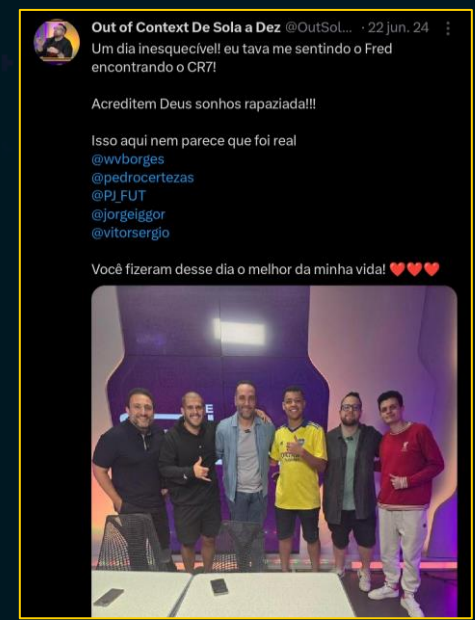 Out of Context De Sola a Dez @OutSol... · 22 jun. 24
Um dia inesquecível! eu tava me sentindo o Fred
encontrando o CR7!
Acreditem Deus sonhos rapaziada!!!
Isso aqui nem parece que foi real
@wvborges
@pedrocertezas
@PJ_FUT
@jorgeiggor
@vitorsergio
Você fizeram desse dia o melhor da minha vida! ❤️❤️❤️